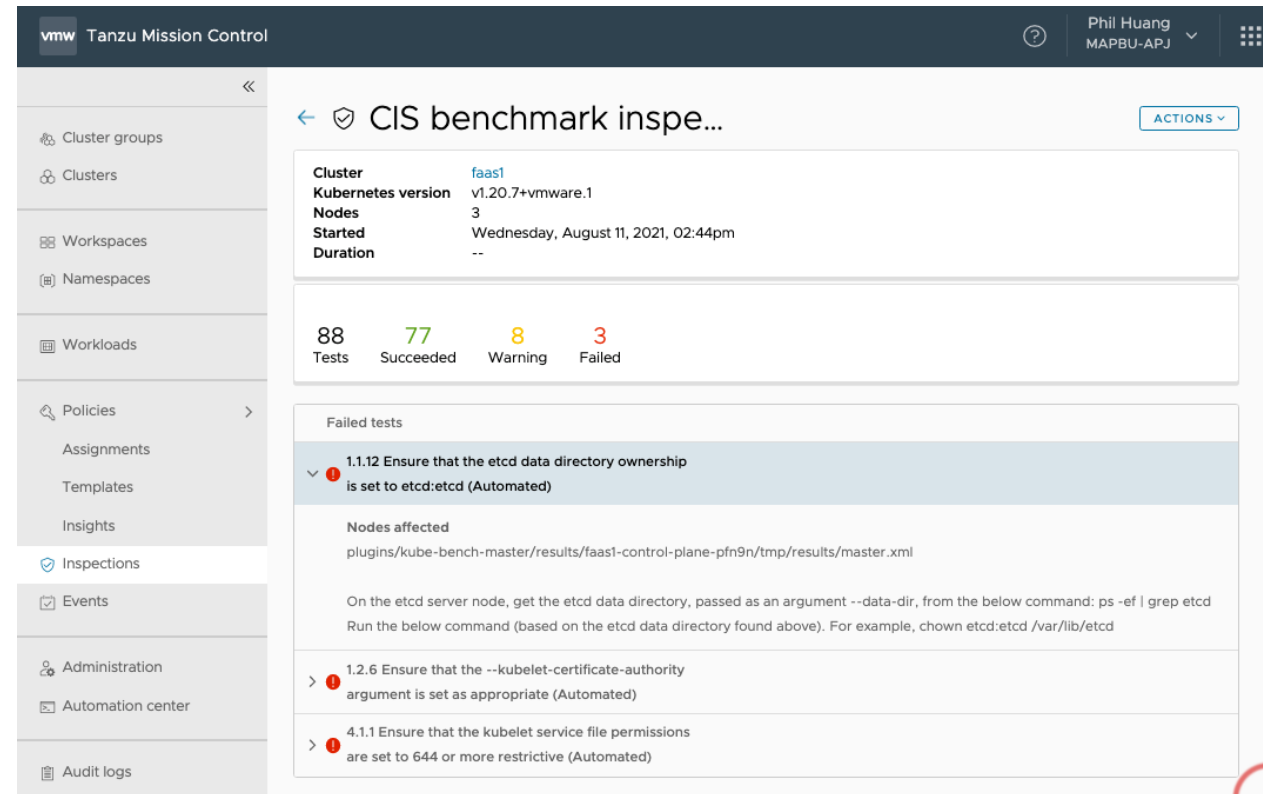 vmw Tanzu Mission Control
Phil Huang
MAPBU-APJ
Cluster groups
Clusters
Workspaces
Namespaces
Workloads
Policies
Assignments
Templates
Insights
Inspections
Events
Administration
Automation center
Audit logs
CIS benchmark inspe...
ACTIONS
Cluster faas1
Kubernetes version v1.20.7+vmware.1
Nodes 3
Started Wednesday, August 11, 2021, 02:44pm
Duration --
88 77 8 3
Tests Succeeded Warning Failed
Failed tests
1.1.12 Ensure that the etcd data directory ownership
is set to etcd:etcd (Automated)
Nodes affected
plugins/kube-bench-master/results/faas1-control-plane-pfn9n/tmp/results/master.xml
On the etcd server node, get the etcd data directory, passed as an argument --data-dir, from the below command: ps -ef | grep etcd
Run the below command (based on the etcd data directory found above). For example, chown etcd:etcd /var/lib/etcd
1.2.6 Ensure that the --kubelet-certificate-authority
argument is set as appropriate (Automated)
4.1.1 Ensure that the kubelet service file permissions
are set to 644 or more restrictive (Automated)